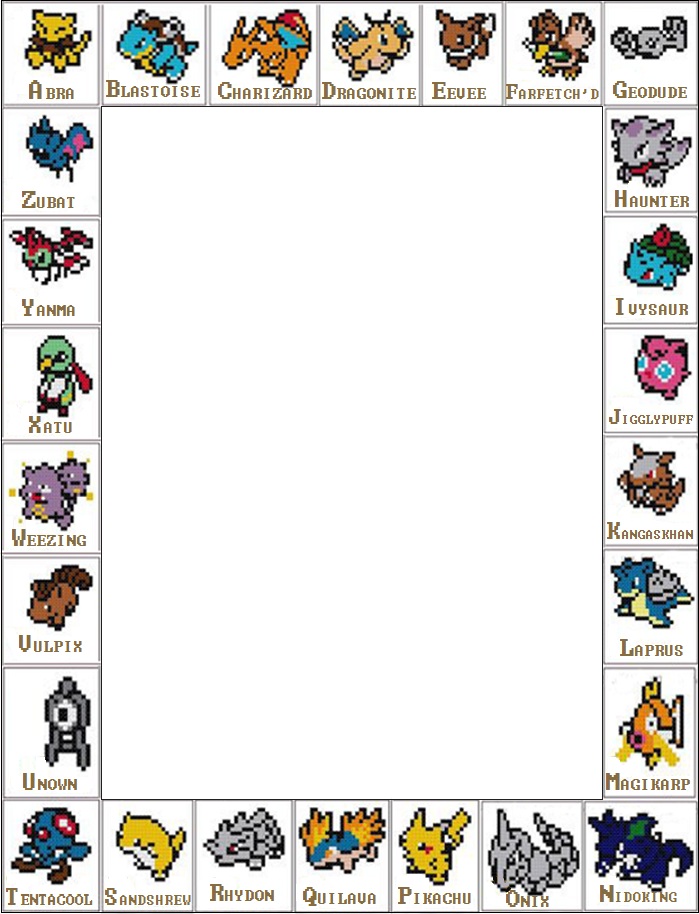 Abra
Blastoise
Charizard
Dragonite
Eevee
Farfetch'd
Geodude
Zubat
Haunter
Yanma
Ivysaur
Xatu
Jigglypuff
Weezing
Kangaskhan
Vulpix
Laprus
Unown
Magikarp
Tentacool
Sandshrew
Rhydon
Quilava
Pikachu
Onix
Nidoking